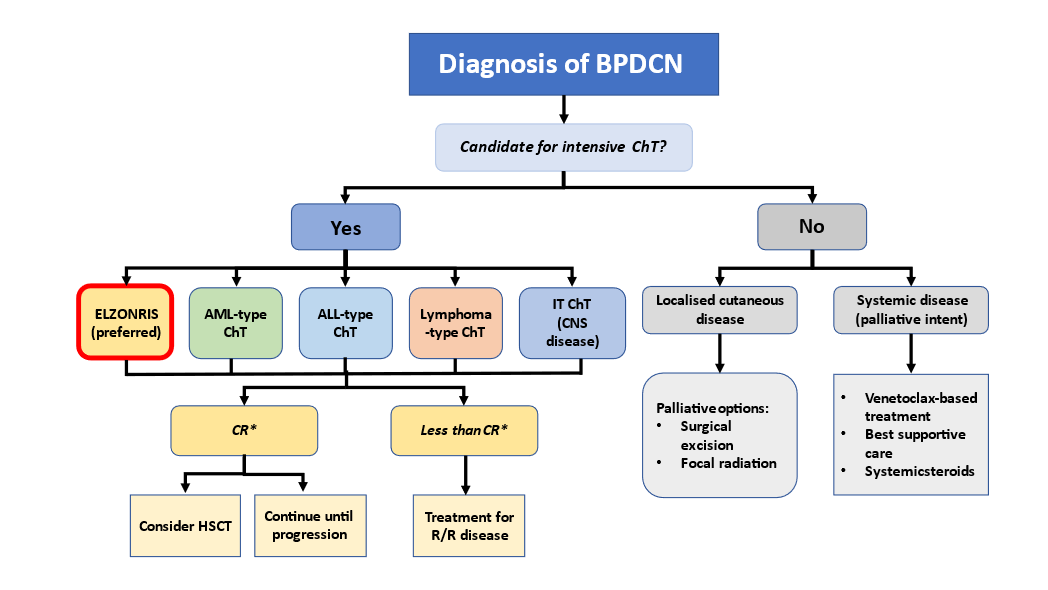 Diagnosis of BPDCN
Candidate for intensive ChT?
Yes
No
ELZONRIS
(preferred)
AML-type
ChT
ALL-type
ChT
Lymphoma
-type ChT
IT ChT
(CNS
disease)
Localised cutaneous
disease
Systemic disease
(palliative intent)
Palliative options:
• Surgical
excision
• Focal radiation
• Venetoclax-based
treatment
• Best supportive
care
• Systemicsteroids
CR*
Less than CR*
Consider HSCT
Continue until
progression
Treatment for
R/R disease